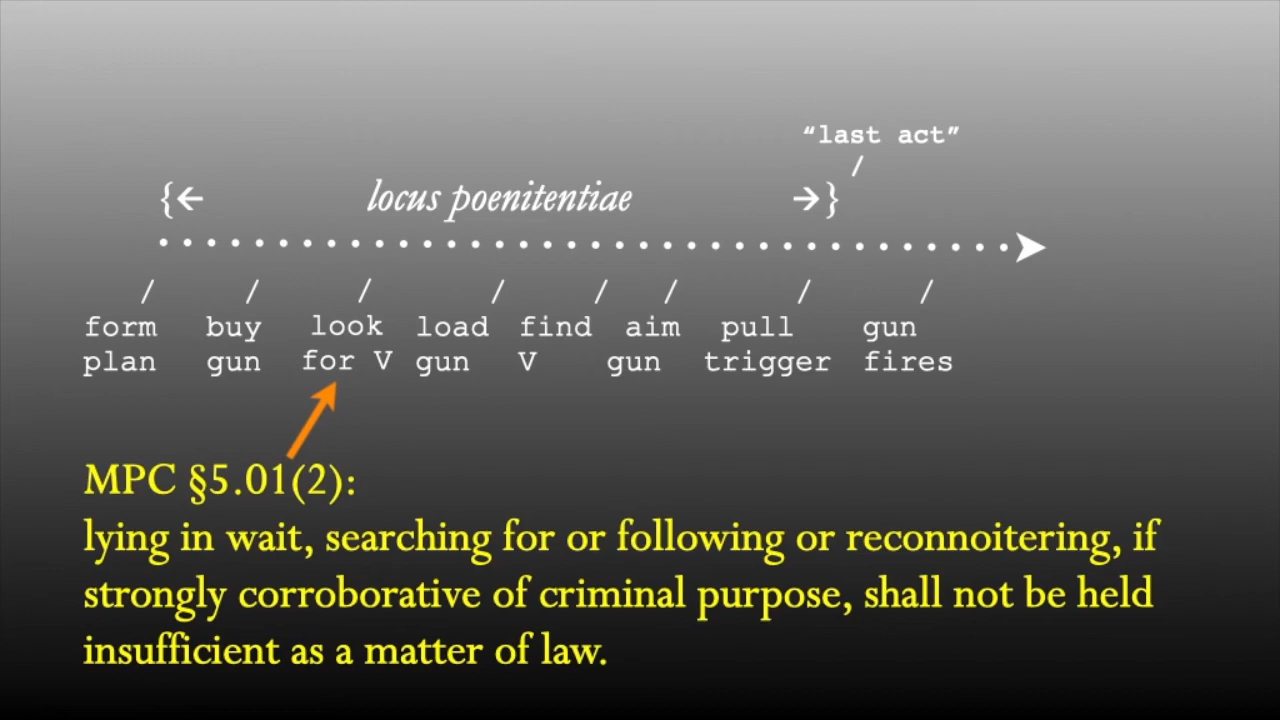 “last act”
/
{← locus poenitentiae →}
/ / / / / / / /
form buy look load find aim pull gun
plan gun for V gun V gun trigger fires
MPC §5.01(2):
lying in wait, searching for or following or reconnoitering, if
strongly corroborative of criminal purpose, shall not be held
insufficient as a matter of law.